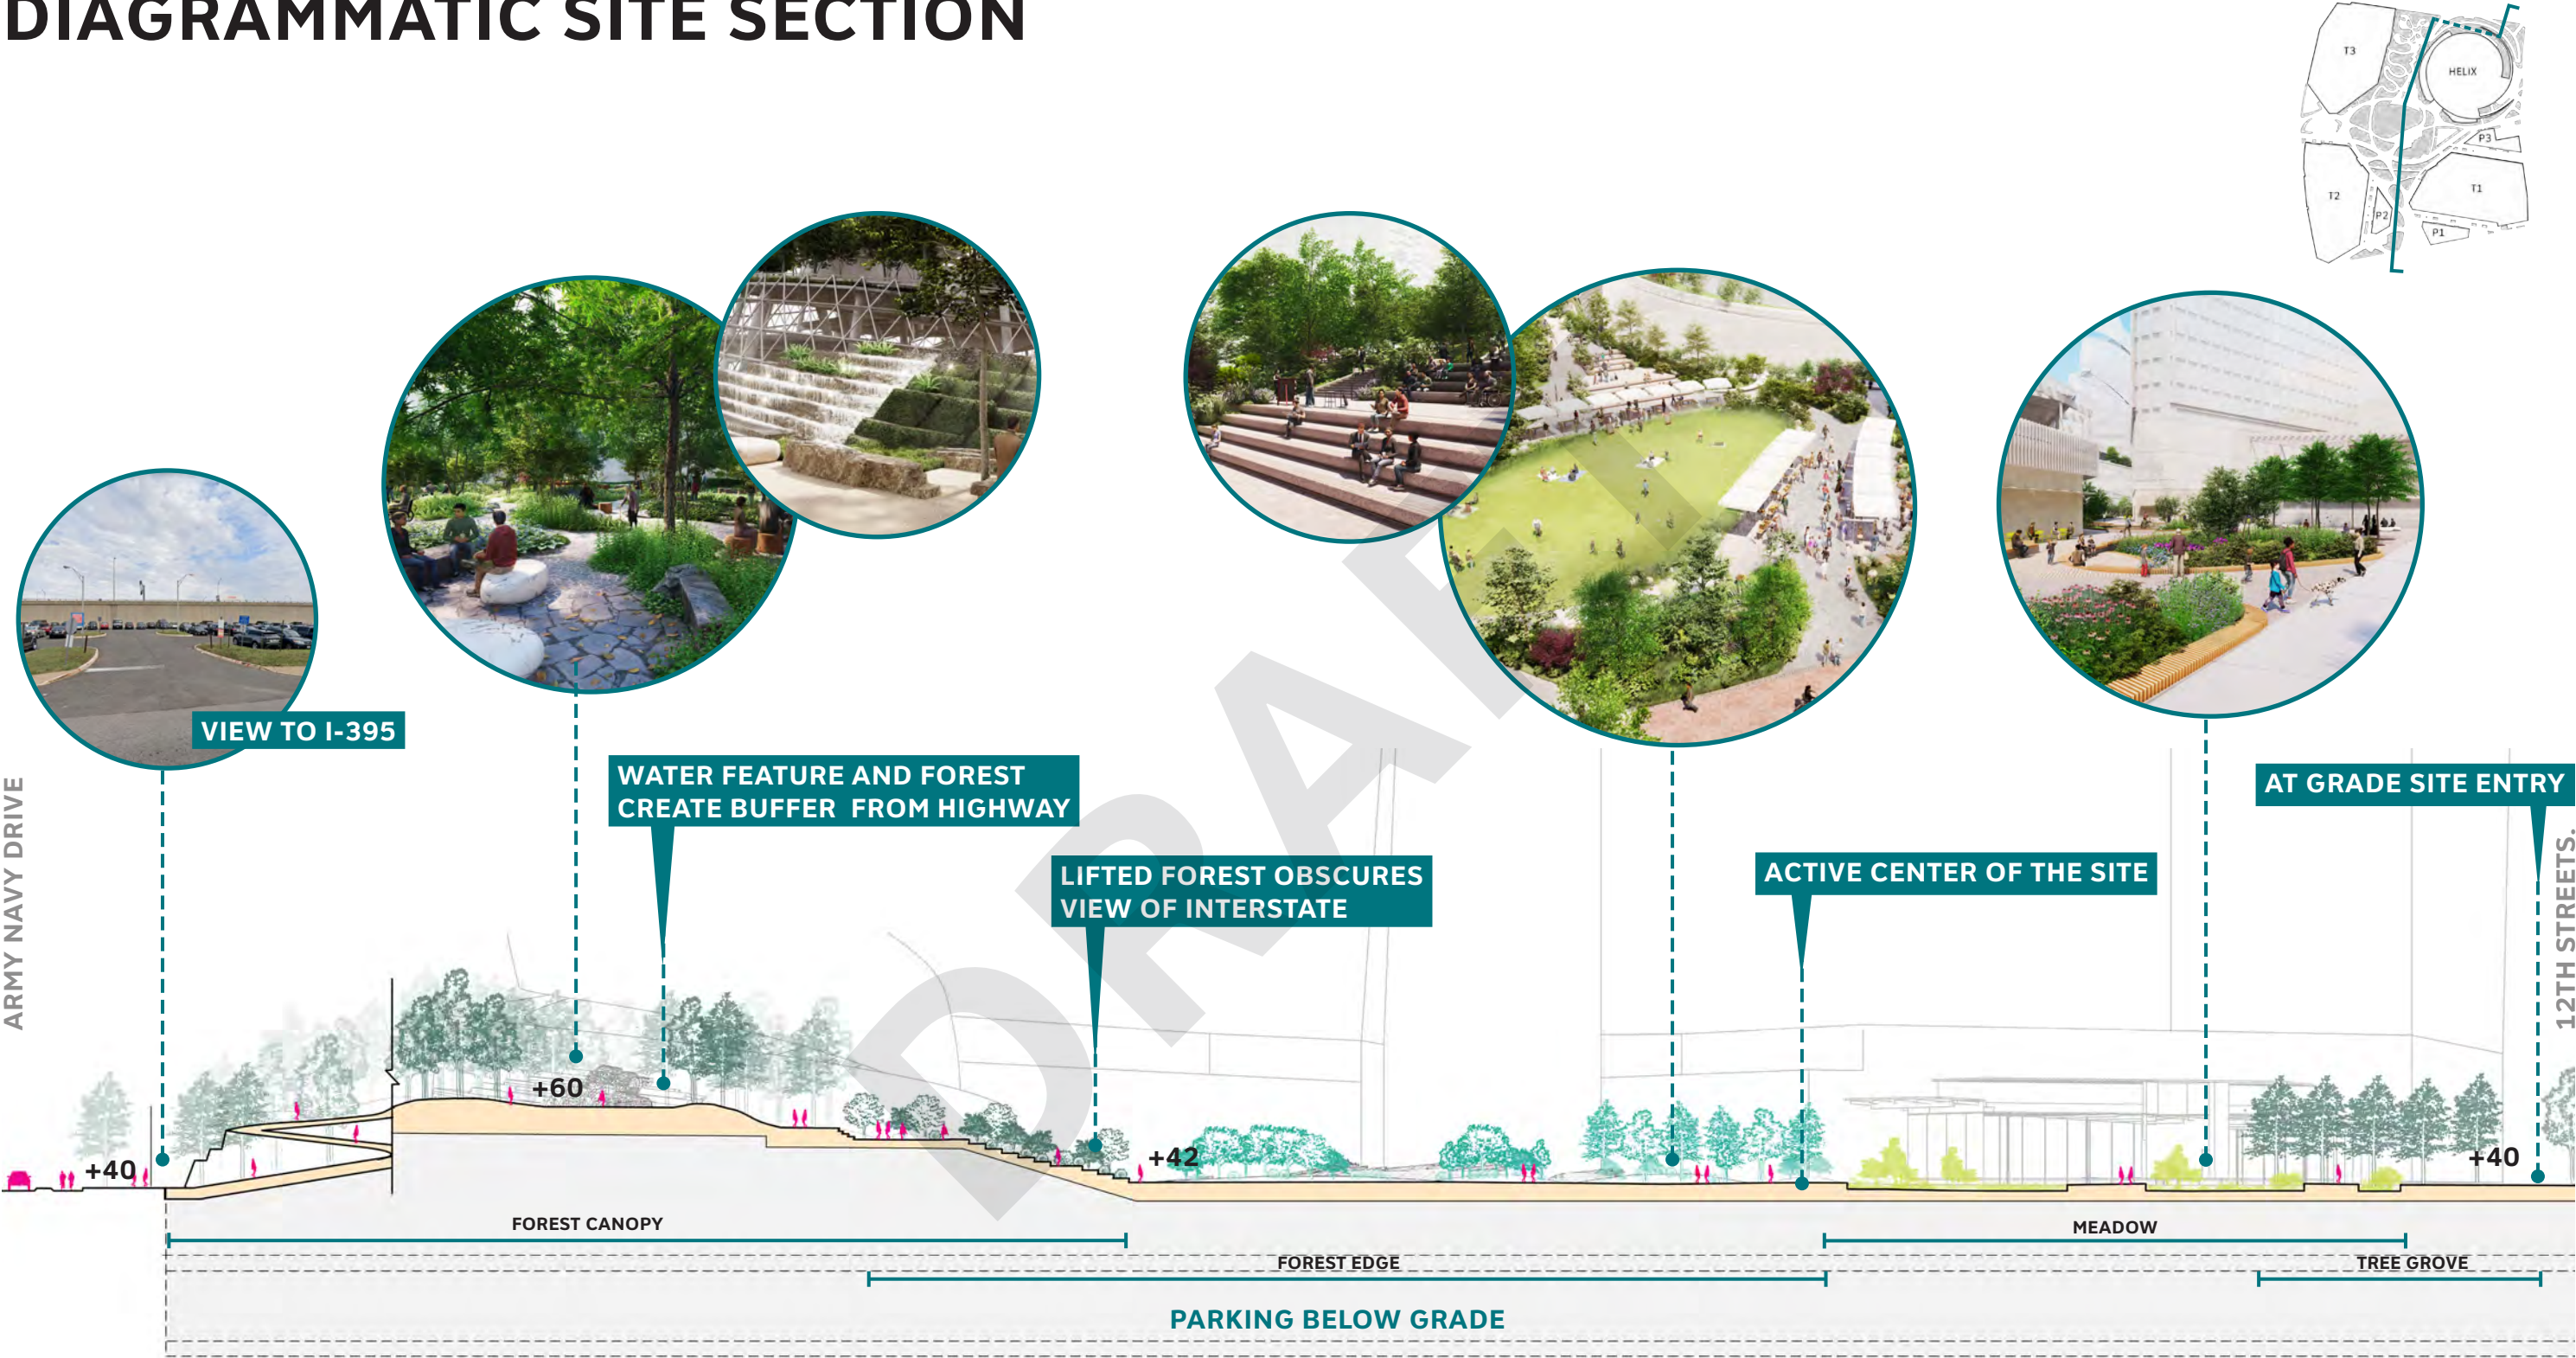 DIAGRAMMATIC SITE SECTION
T3
HELIX
P3
T2
T1
P2
P1
VIEW TO I-395
WATER FEATURE AND FOREST
CREATE BUFFER FROM HIGHWAY
LIFTED FOREST OBSCURES
VIEW OF INTERSTATE
ACTIVE CENTER OF THE SITE
AT GRADE SITE ENTRY
ARMY NAVY DRIVE
12TH STREETS.
DRAFT
+40
+60
+42
+40
FOREST CANOPY
MEADOW
FOREST EDGE
TREE GROVE
PARKING BELOW GRADE